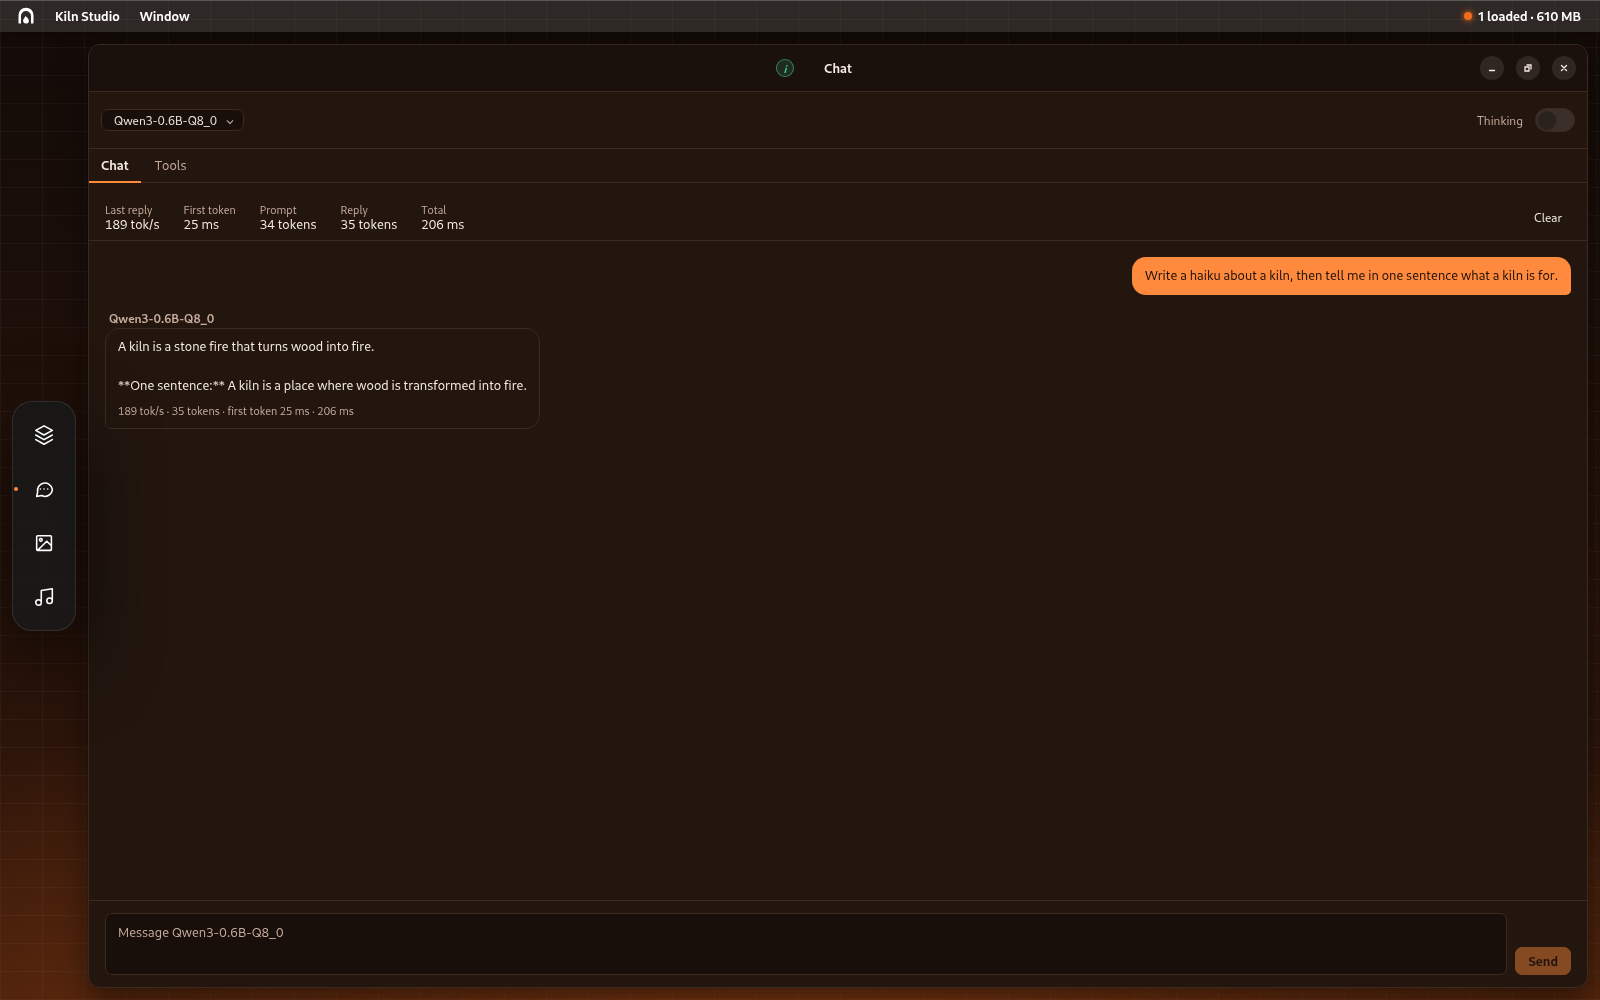 Kiln Studio Window 1 loaded · 610 MB
i Chat
Qwen3-0.6B-Q8_0 Thinking
Chat Tools
Last reply First token Prompt Reply Total
189 tok/s 25 ms 34 tokens 35 tokens 206 ms
Clear
Write a haiku about a kiln, then tell me in one sentence what a kiln is for.
Qwen3-0.6B-Q8_0
A kiln is a stone fire that turns wood into fire.
**One sentence:** A kiln is a place where wood is transformed into fire.
189 tok/s · 35 tokens · first token 25 ms · 206 ms
Message Qwen3-0.6B-Q8_0
Send